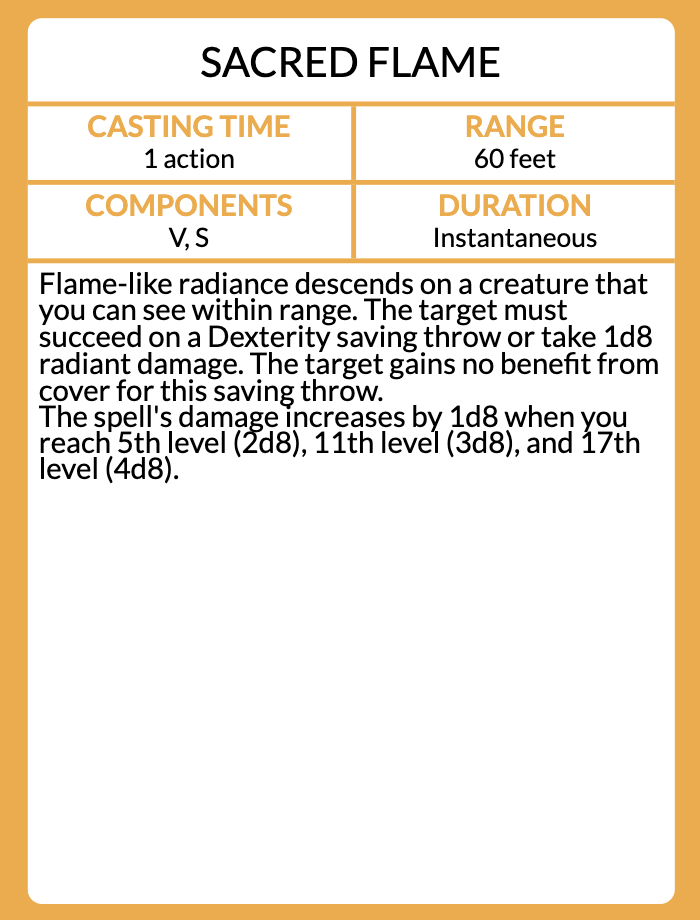 SACRED FLAME
CASTING TIME
1 action
RANGE
60 feet
COMPONENTS
V, S
DURATION
Instantaneous
Flame-like radiance descends on a creature that
you can see within range. The target must
succeed on a Dexterity saving throw or take 1d8
radiant damage. The target gains no benefit from
cover for this saving throw.
The spell's damage increases by 1d8 when you
reach 5th level (2d8), 11th level (3d8), and 17th
level (4d8).